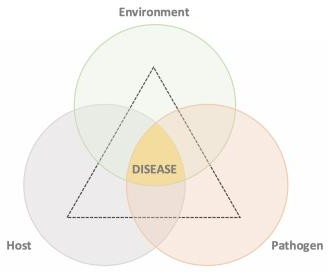 Environment
DISEASE
Host
Pathogen